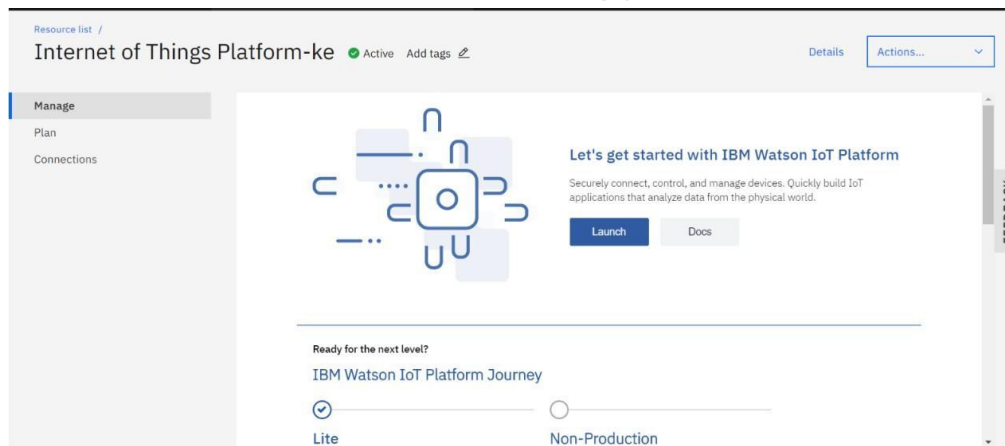 Resource list /
Internet of Things Platform-ke Active Add tags
Details Actions...
Manage
Plan
Connections
Let's get started with IBM Watson IoT Platform
Securely connect, control, and manage devices. Quickly build IoT
applications that analyze data from the physical world.
Launch Docs
Ready for the next level?
IBM Watson IoT Platform Journey
Lite Non-Production